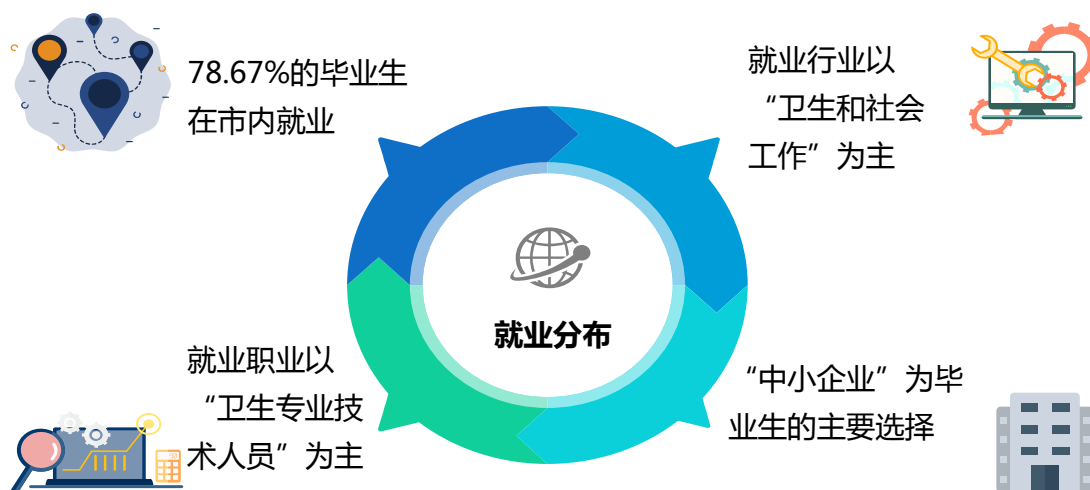 78.67%的毕业生
在市内就业
就业行业以
“卫生和社会
工作”为主
就业分布
就业职业以
“卫生专业技
术人员”为主
“中小企业”为毕
业生的主要选择